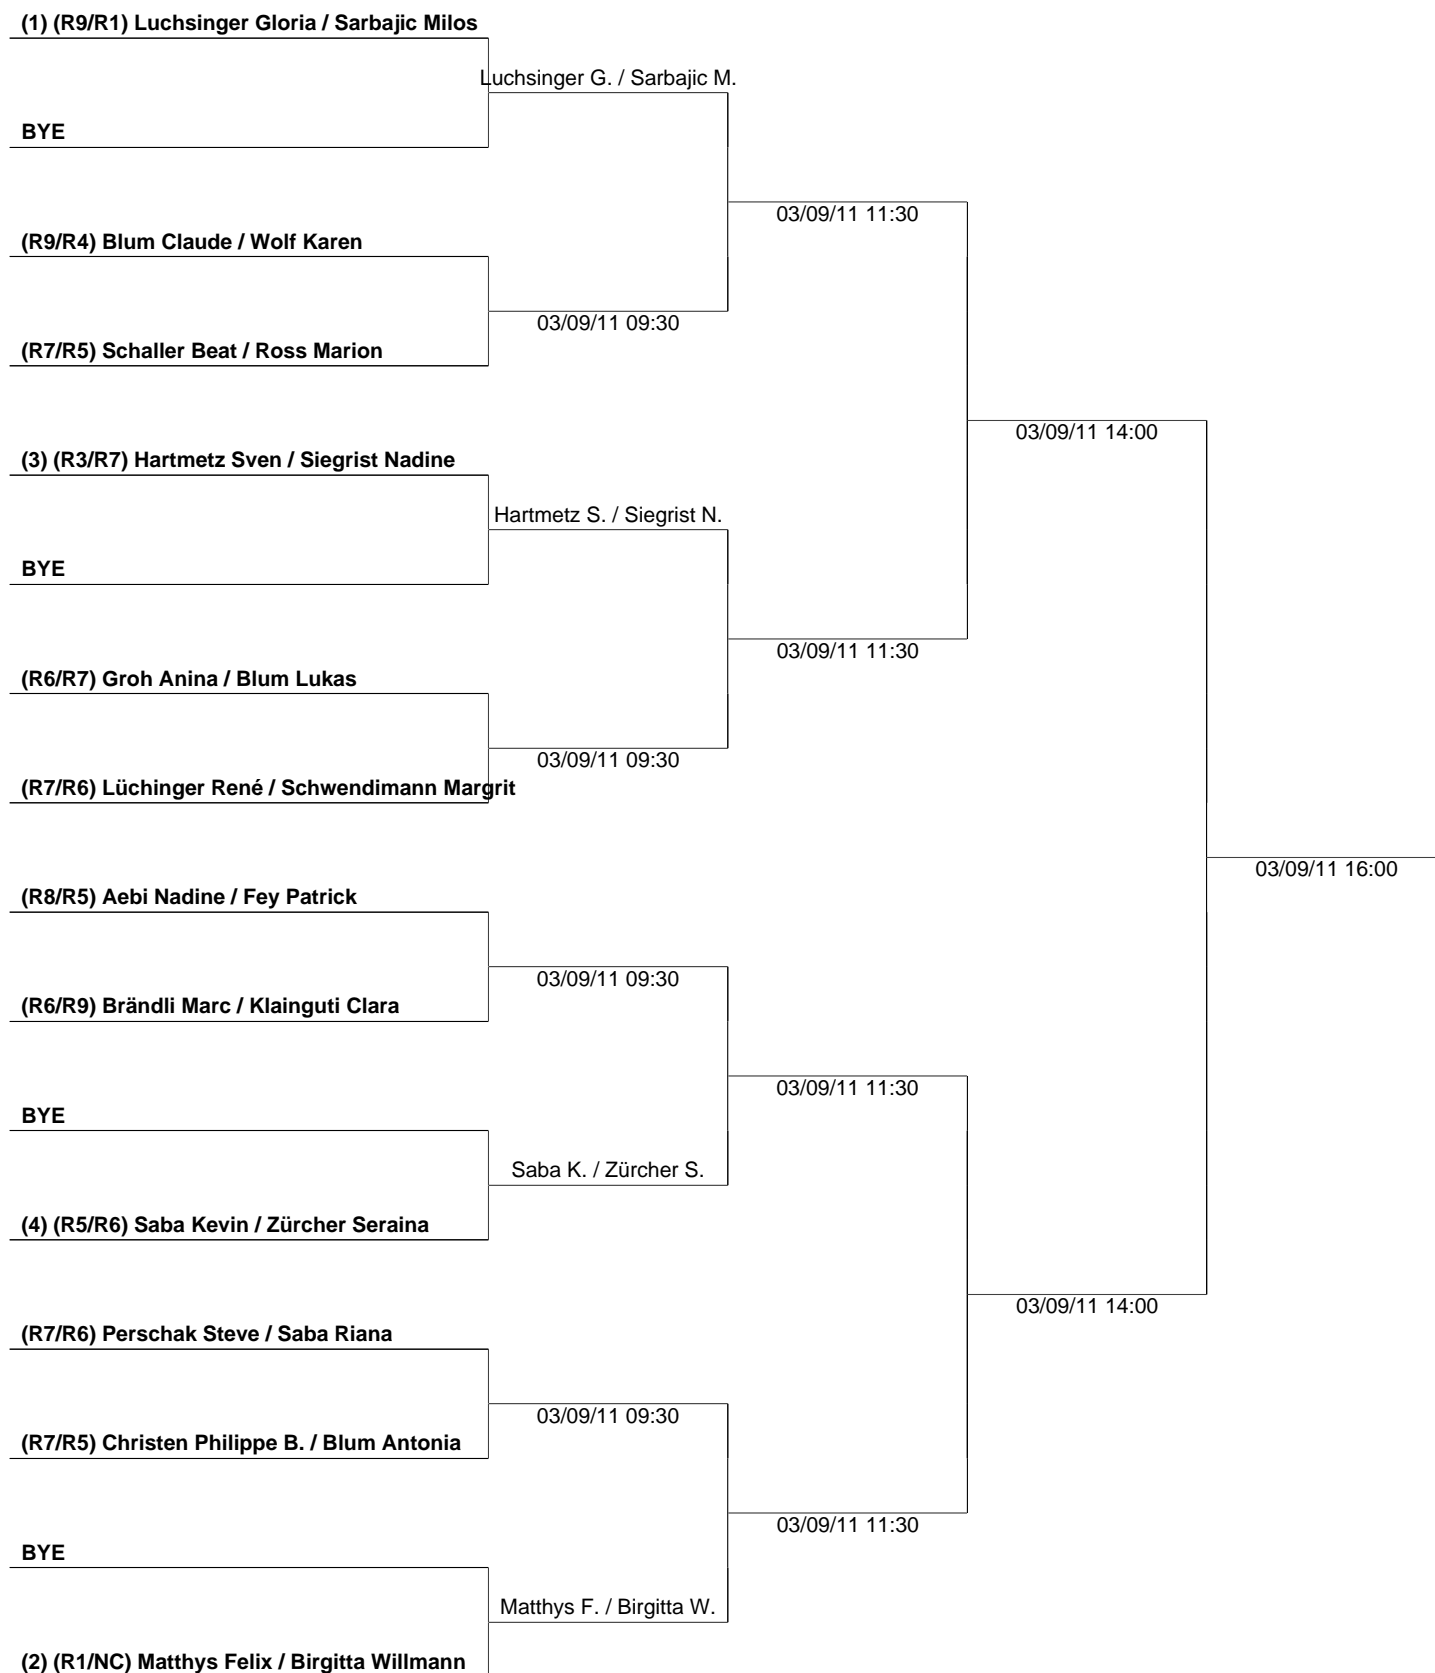 (1) (R9/R1) Luchsinger Gloria / Sarbajic Milos
Luchsinger G. / Sarbajic M.
BYE
03/09/11 11:30
(R9/R4) Blum Claude / Wolf Karen
03/09/11 09:30
(R7/R5) Schaller Beat / Ross Marion
03/09/11 14:00
(3) (R3/R7) Hartmetz Sven / Siegrist Nadine
Hartmetz S. / Siegrist N.
BYE
03/09/11 11:30
(R6/R7) Groh Anina / Blum Lukas
03/09/11 09:30
(R7/R6) Lüchinger René / Schwendimann Margrit
03/09/11 16:00
(R8/R5) Aebi Nadine / Fey Patrick
03/09/11 09:30
(R6/R9) Brändli Marc / Klainguti Clara
03/09/11 11:30
BYE
Saba K. / Zürcher S.
(4) (R5/R6) Saba Kevin / Zürcher Seraina
03/09/11 14:00
(R7/R6) Perschak Steve / Saba Riana
03/09/11 09:30
(R7/R5) Christen Philippe B. / Blum Antonia
03/09/11 11:30
BYE
Matthys F. / Birgitta W.
(2) (R1/NC) Matthys Felix / Birgitta Willmann